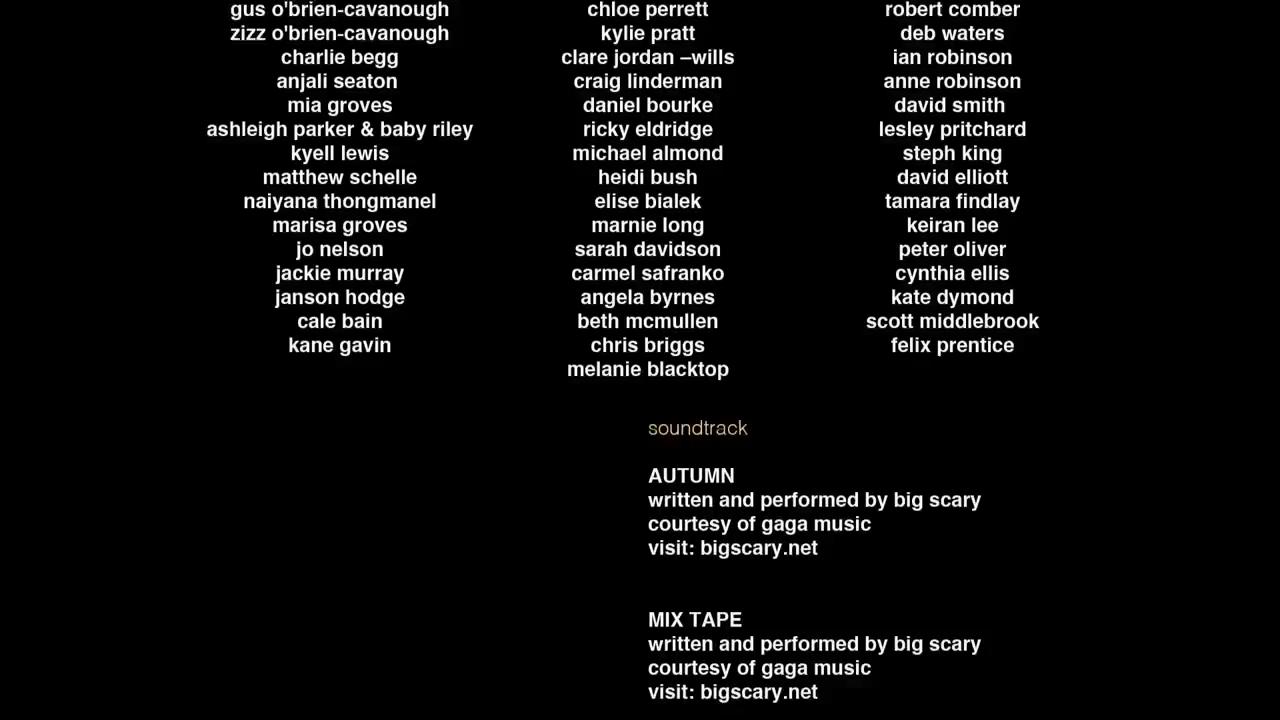 gus o'brien-cavanough
zizz o'brien-cavanough
charlie begg
anjali seaton
mia groves
ashleigh parker & baby riley
kyell lewis
matthew schelle
naiyana thongmanel
marisa groves
jo nelson
jackie murray
janson hodge
cale bain
kane gavin
chloe perrett
kylie pratt
clare jordan –wills
craig linderman
daniel bourke
ricky eldridge
michael almond
heidi bush
elise bialek
marnie long
sarah davidson
carmel safranko
angela byrnes
beth mcmullen
chris briggs
melanie blacktop
robert comber
deb waters
ian robinson
anne robinson
david smith
lesley pritchard
steph king
david elliott
tamara findlay
keiran lee
peter oliver
cynthia ellis
kate dymond
scott middlebrook
felix prentice
soundtrack
AUTUMN
written and performed by big scary
courtesy of gaga music
visit: bigscary.net
MIX TAPE
written and performed by big scary
courtesy of gaga music
visit: bigscary.net